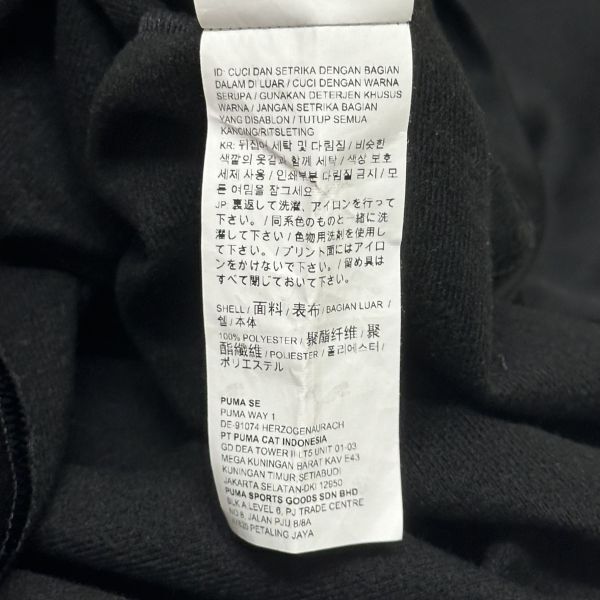 ID: CUCI DAN SETRIKA DENGAN BAGIAN
DALAM DI LUAR / CUCI DENGAN WARNA
SERUPA / GUNAKAN DETERJEN KHUSUS
WARNA / JANGAN SETRIKA BAGIAN
YANG DISABLON / TUTUP SEMUA
KANCING/RITSLETING
KR: 뒤집어 세탁 및 다림질 / 비슷한
색깔의 옷감과 함께 세탁 / 색상 보호
세제 사용 / 인쇄부분 다림질 금지 / 모
든 여밈을 잠그세요
JP: 裏返して洗濯、アイロンを行って
下さい。/ 同系色のものと一緒に洗
濯して下さい / 色物用洗剤を使用し
て下さい。/ プリント面にはアイロ
ンをかけないで下さい。/ 留め具は
すべて閉じておいて下さい。
SHELL / 面料 / 表布 / BAGIAN LUAR /
쉘 / 本体
100% POLYESTER / 聚酯纤维 / 聚
酯纖維 / POLIESTER / 폴리에스터 /
ポリエステル
PUMA SE
PUMA WAY 1
DE-91074 HERZOGENAURACH
PT PUMA CAT INDONESIA
GD DEA TOWER II LT5 UNIT 01-03
MEGA KUNINGAN BARAT KAV E43
KUNINGAN TIMUR, SETIABUDI
JAKARTA SELATAN-DKI 12950
PUMA SPORTS GOODS SDN BHD
BLK A LEVEL 6, PJ TRADE CENTRE
NO.8, JALAN PJU 8/8A
PETALING JAYA